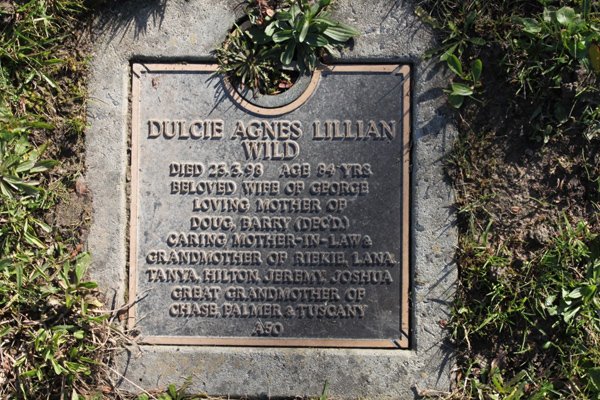 DULCIE AGNES LILLIAN
WILD
DIED 23.3.98 AGE 84 YRS.
BELOVED WIFE OF GEORGE
LOVING MOTHER OF
DOUG, BARRY (DEC'D.)
CARING MOTHER-IN-LAW &
GRANDMOTHER OF RIEKIE, LANA,
TANYA, HILTON, JEREMY, JOSHUA
GREAT GRANDMOTHER OF
CHASE, PALMER & TUSCANY
A50